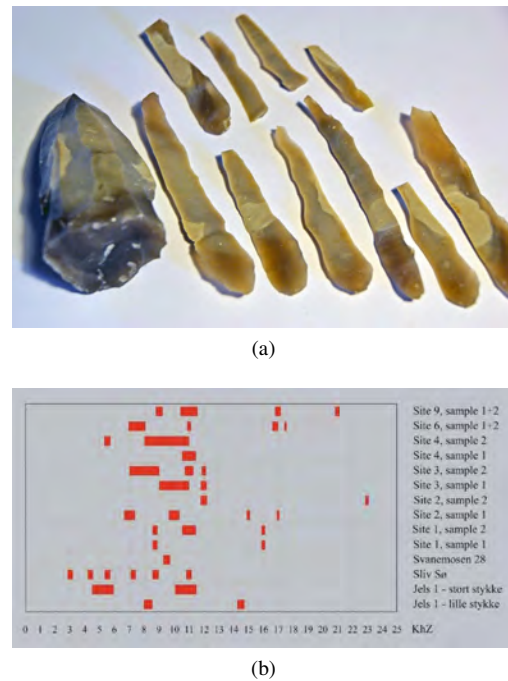 (a)
Site 9, sample 1+2
Site 6, sample 1+2
Site 4, sample 2
Site 4, sample 1
Site 3, sample 2
Site 3, sample 1
Site 2, sample 2
Site 2, sample 1
Site 1, sample 2
Site 1, sample 1
Svanemosen 28
Sliv Sø
Jels 1 - stort stykke
Jels 1 - lille stykke
0 1 2 3 4 5 6 7 8 9 10 11 12 13 14 15 16 17 18 19 20 21 22 23 24 25 KhZ
(b)